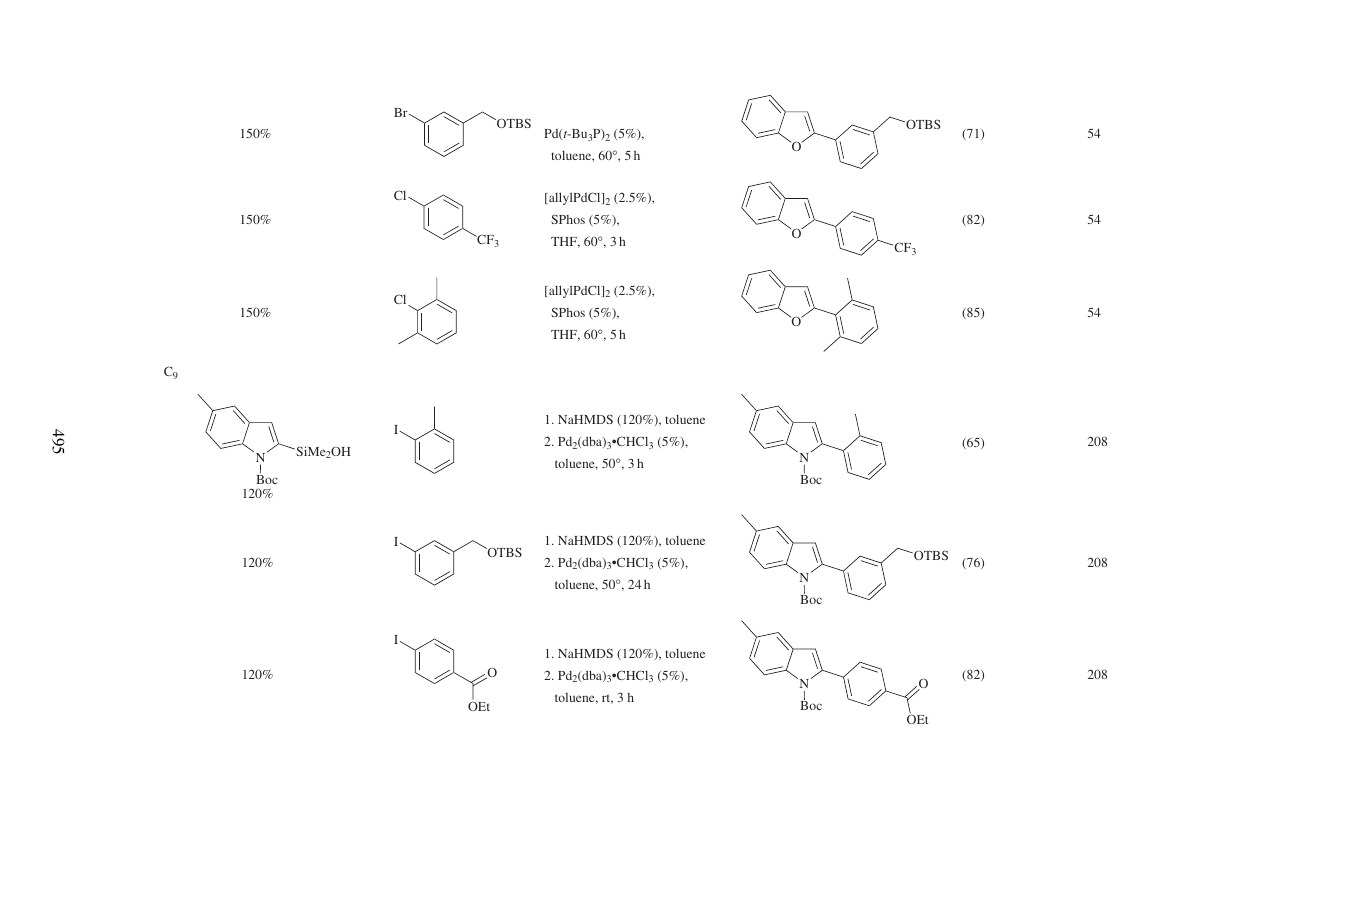 Br
OTBS
150%
Pd(t-Bu₃P)₂ (5%),
toluene, 60°, 5 h
O
OTBS
(71)
54
Cl
CF₃
150%
[allylPdCl]₂ (2.5%),
SPhos (5%),
THF, 60°, 3 h
O
CF₃
(82)
54
Cl
150%
[allylPdCl]₂ (2.5%),
SPhos (5%),
THF, 60°, 5 h
O
(85)
54
C₉
N
Boc
SiMe₂OH
120%
I
1. NaHMDS (120%), toluene
2. Pd₂(dba)₃•CHCl₃ (5%),
toluene, 50°, 3 h
N
Boc
(65)
208
495
120%
I
OTBS
1. NaHMDS (120%), toluene
2. Pd₂(dba)₃•CHCl₃ (5%),
toluene, 50°, 24 h
N
Boc
OTBS
(76)
208
120%
I
O
OEt
1. NaHMDS (120%), toluene
2. Pd₂(dba)₃•CHCl₃ (5%),
toluene, rt, 3 h
N
Boc
O
OEt
(82)
208